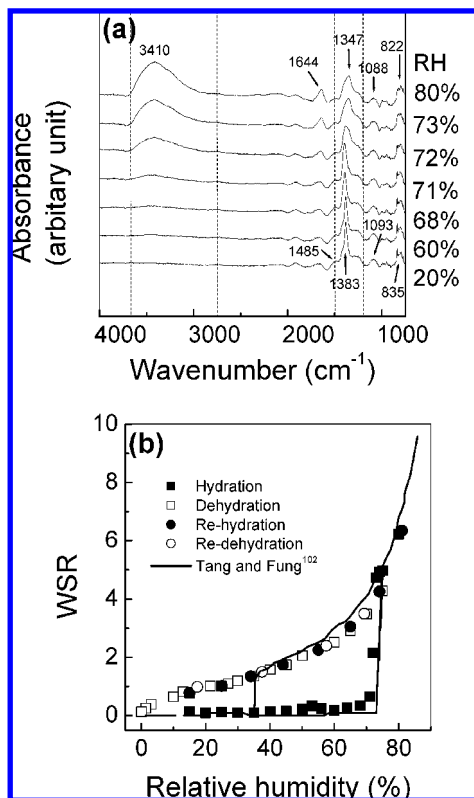 (a)
3410
1644
1347
1088
822
RH
80%
73%
72%
71%
68%
60%
20%
1485
1383
1093
835
Absorbance
(arbitary unit)
4000 3000 2000 1000
Wavenumber (cm⁻¹)
(b)
Hydration
Dehydration
Re-hydration
Re-dehydration
Tang and Fung¹⁰²
WSR
10
8
6
4
2
0
0 20 40 60 80
Relative humidity (%)